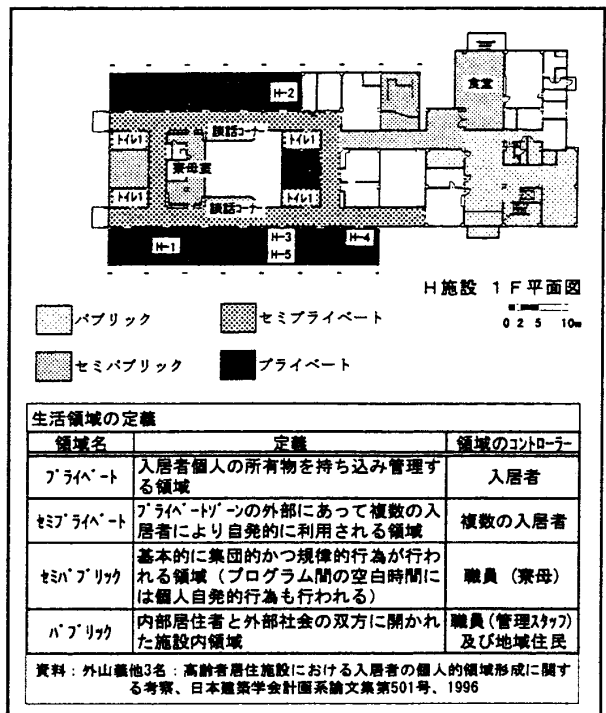 食堂
H-2
トイレ1
談話コーナー
トイレ1
寮母室
トイレ1
談話コーナー
トイレ1
H-1
H-3
H-5
H-4
H施設 1F平面図
0 2 5 10m
パブリック
セミプライベート
セミパブリック
プライベート
生活領域の定義
領域名 定義 領域のコントローラー
プライベート 入居者個人の所有物を持ち込み管理す
る領域 入居者
セミプライベート プライベートゾーンの外部にあって複数の入
居者により自発的に利用される領域 複数の入居者
セミパブリック 基本的に集団的かつ規律的行為が行わ
れる領域（プログラム間の空白時間に
は個人自発的行為も行われる） 職員（寮母）
パブリック 内部居住者と外部社会の双方に開かれ
た施設内領域 職員(管理スタッフ)
及び地域住民
資料：外山義他3名：高齢者居住施設における入居者の個人的領域形成に関す
る考察、日本建築学会計画系論文集第501号、1996